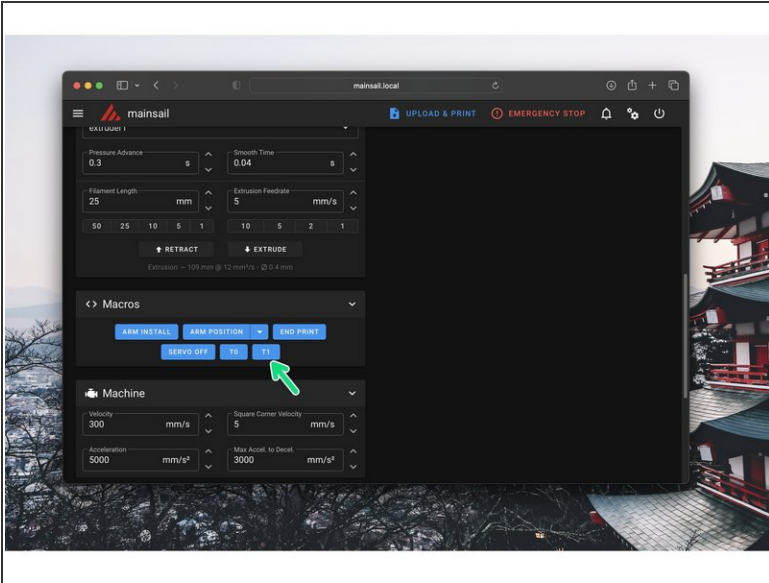 mainsail.local
mainsail
UPLOAD & PRINT
EMERGENCY STOP
extruder1
Pressure Advance
0.3 s
Smooth Time
0.04 s
Filament Length
25 mm
Extrusion Feedrate
5 mm/s
50 25 10 5 1
10 5 2 1
RETRACT
EXTRUDE
Extrusion: ~ 109 mm @ 12 mm³/s - Ø 0.4 mm
Macros
ARM INSTALL
ARM POSITION
END PRINT
SERVO OFF
T0
T1
Machine
Velocity
300 mm/s
Square Corner Velocity
5 mm/s
Acceleration
5000 mm/s²
Max Accel. to Decel.
3000 mm/s²